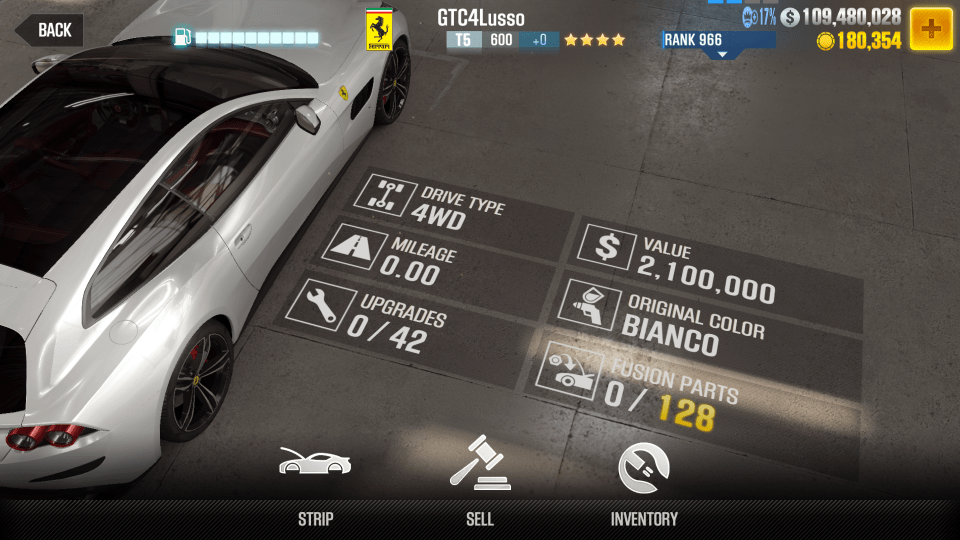 BACK
Ferrari
GTC4Lusso
T5 600 +0
17%
$ 109,480,028
RANK 966
180,354
DRIVE TYPE
4WD
MILEAGE
0.00
UPGRADES
0/42
$
VALUE
2,100,000
ORIGINAL COLOR
BIANCO
FUSION PARTS
0/128
STRIP
SELL
INVENTORY